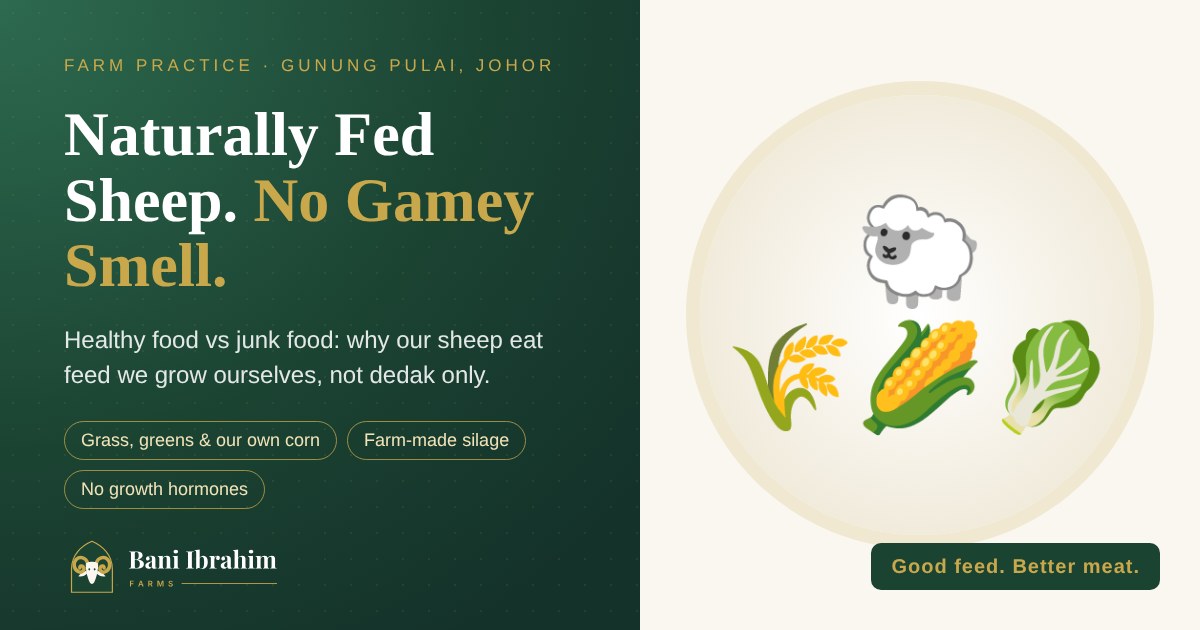 FARM PRACTICE · GUNUNG PULAI, JOHOR
Naturally Fed
Sheep. No Gamey
Smell.
Healthy food vs junk food: why our sheep eat
feed we grow ourselves, not dedak only.
Grass, greens & our own corn
Farm-made silage
No growth hormones
Bani Ibrahim
FARMS
Good feed. Better meat.